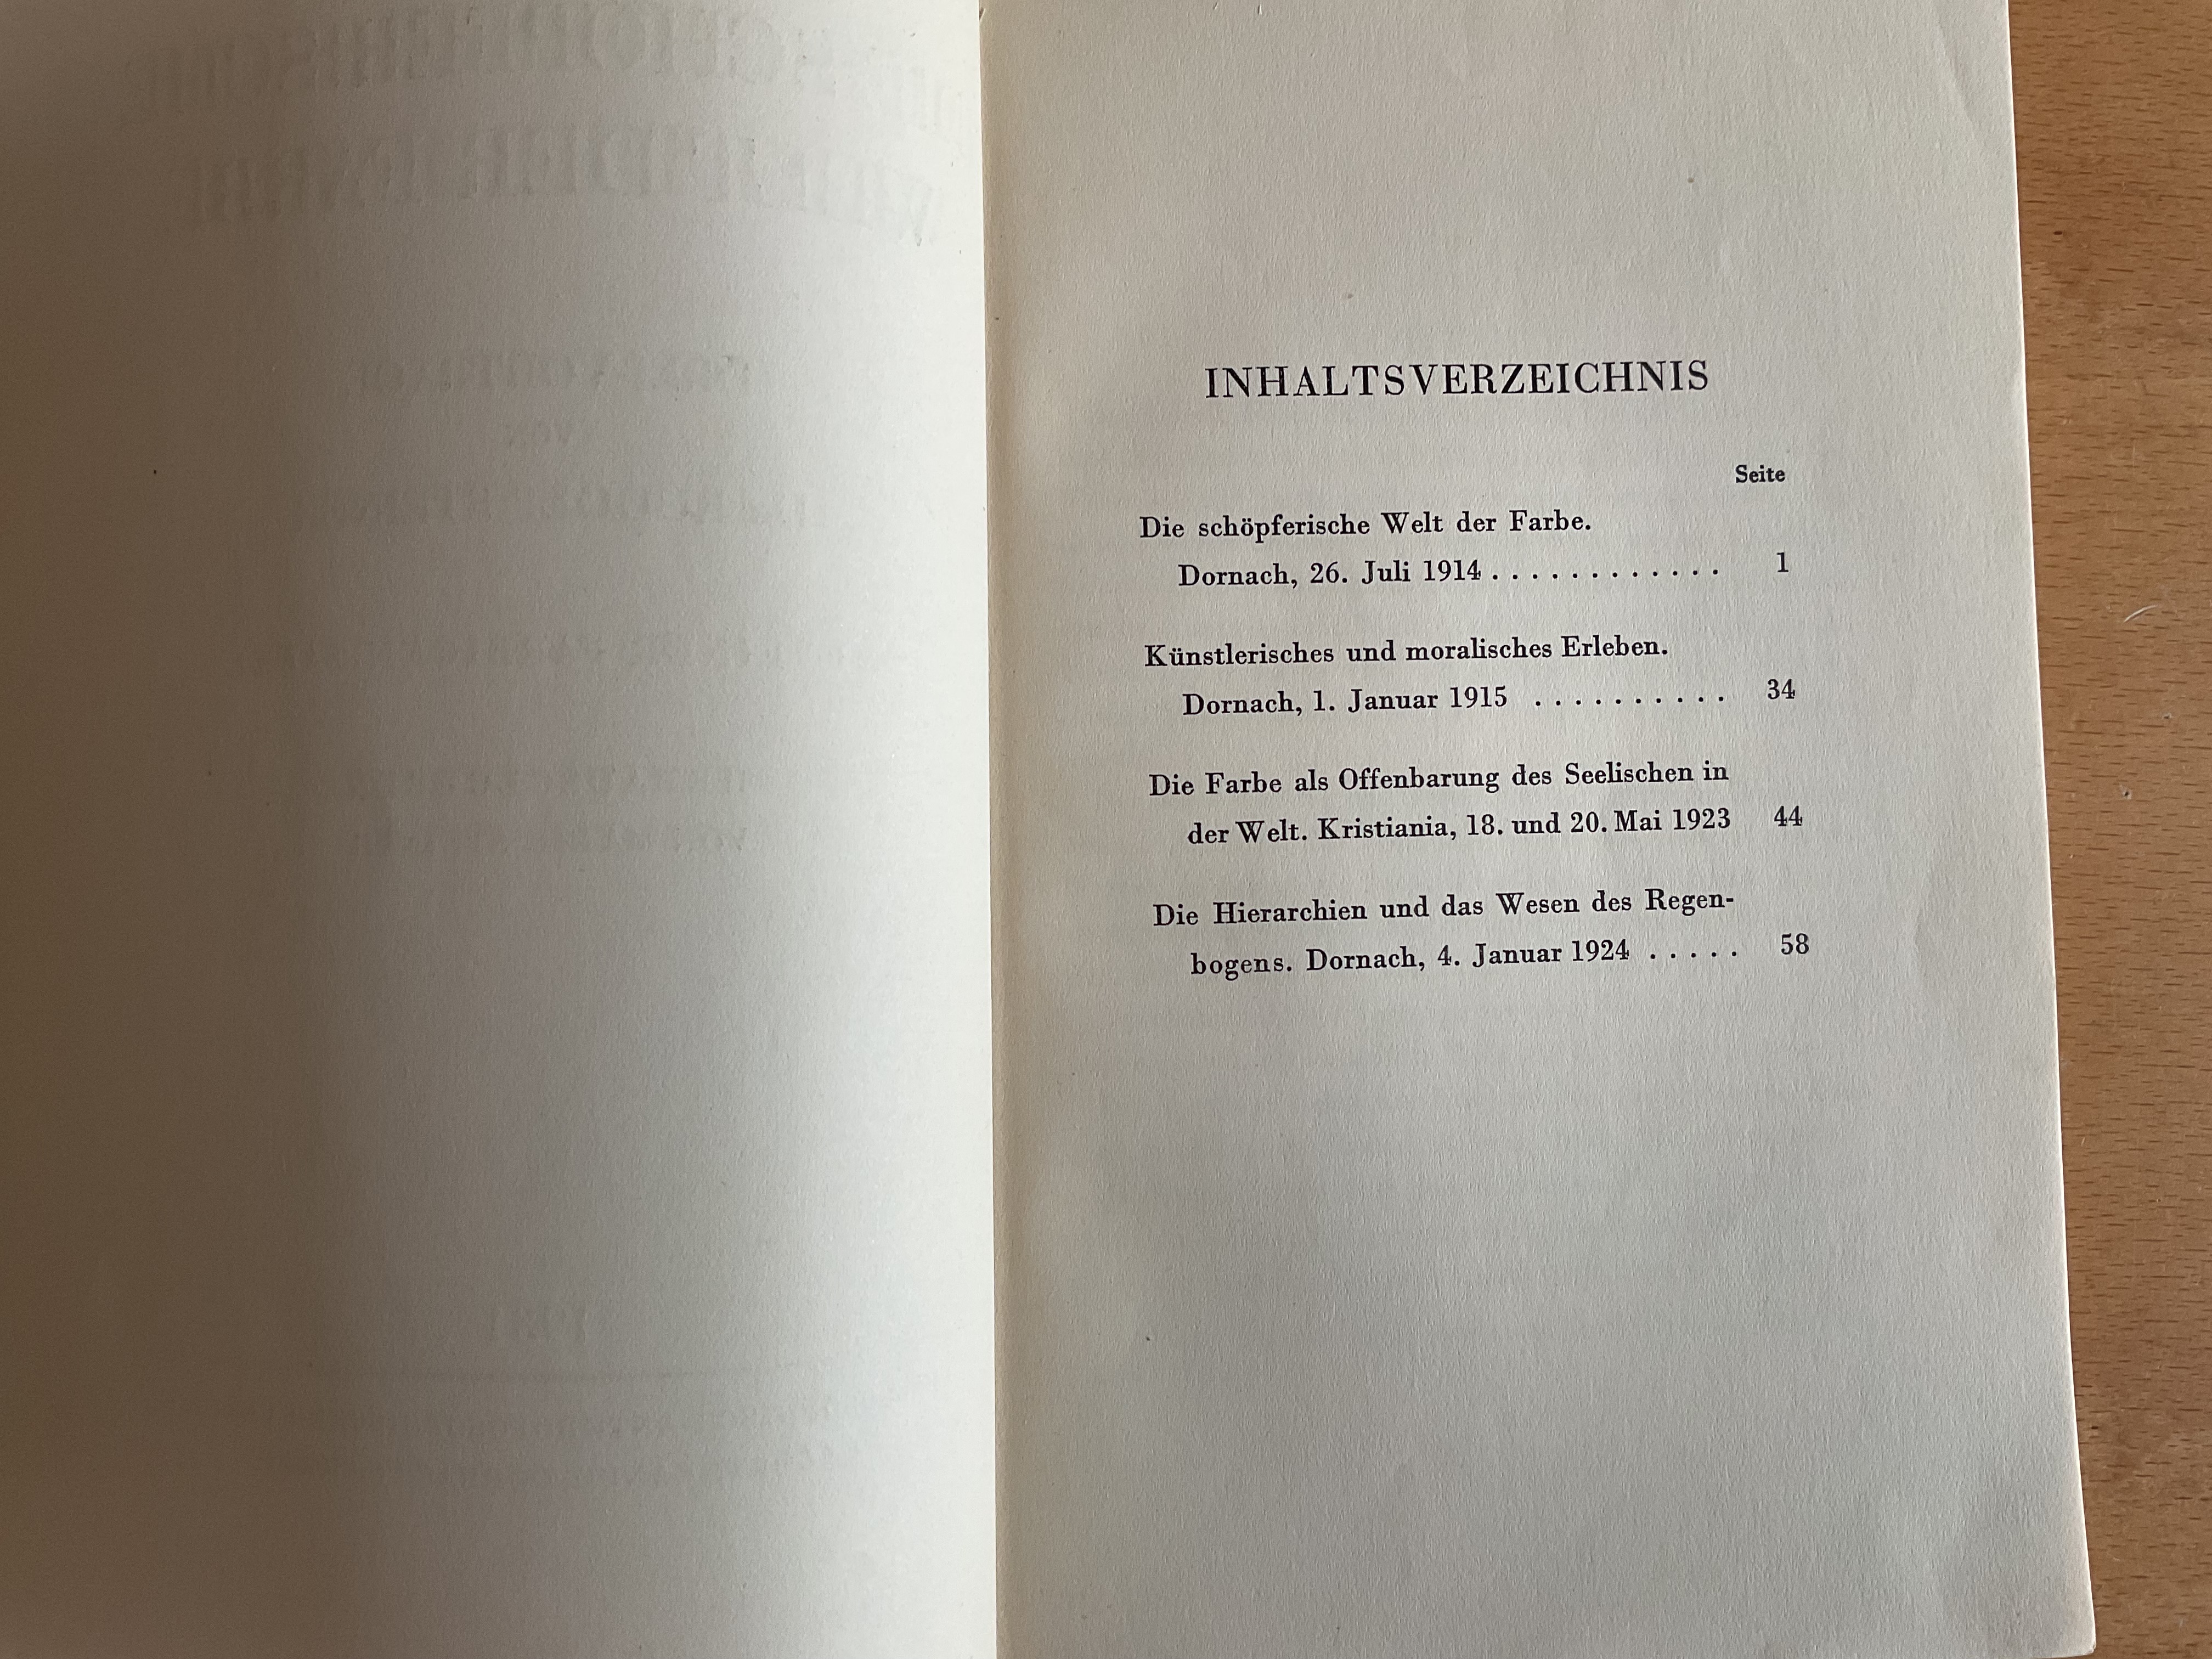 INHALTSVERZEICHNIS
Seite
Die schöpferische Welt der Farbe.
Dornach, 26. Juli 1914 . . . . . . . . . . . . 1
Künstlerisches und moralisches Erleben.
Dornach, 1. Januar 1915 . . . . . . . . . . 34
Die Farbe als Offenbarung des Seelischen in
der Welt. Kristiania, 18. und 20. Mai 1923 44
Die Hierarchien und das Wesen des Regen-
bogens. Dornach, 4. Januar 1924 . . . . . 58